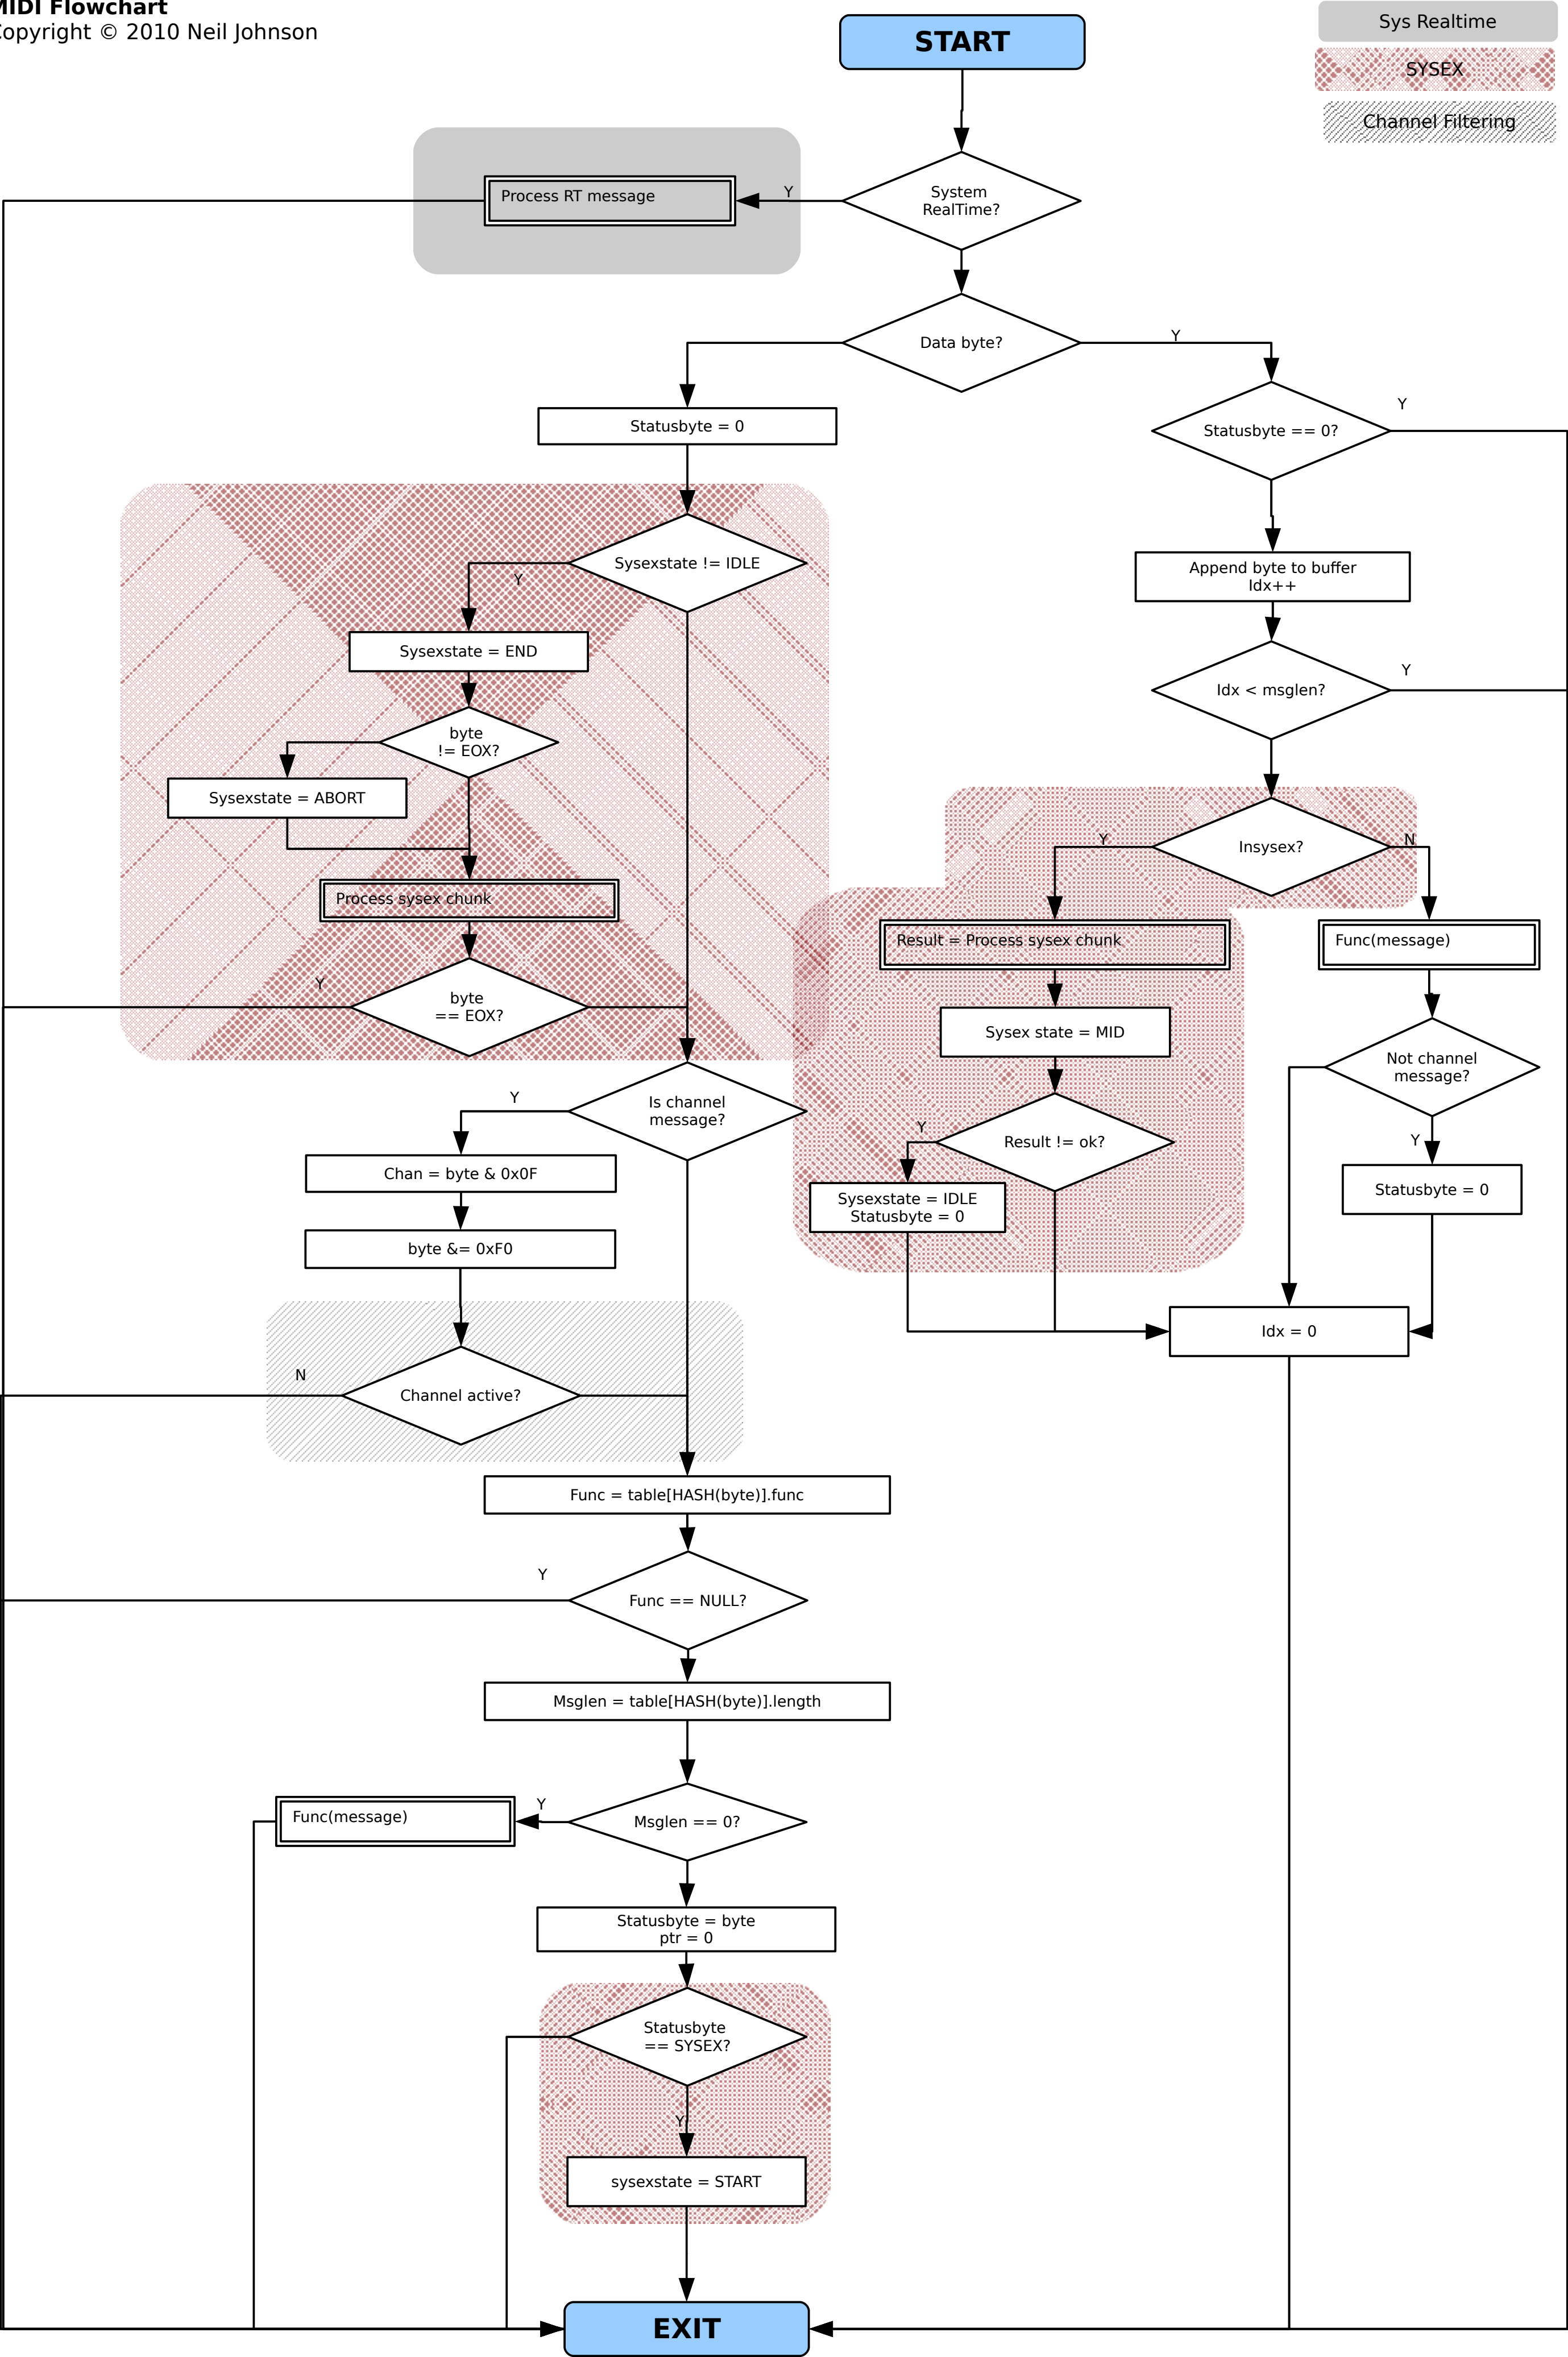 MIDI Flowchart
Copyright © 2010 Neil Johnson
START
Sys Realtime
SYSEX
Channel Filtering
Process RT message
Y
System
RealTime?
Data byte?
Y
Statusbyte = 0
Y
Statusbyte == 0?
Sysexstate != IDLE
Y
Append byte to buffer
Idx++
Sysexstate = END
Y
Idx < msglen?
byte
!= EOX?
Sysexstate = ABORT
Y
Insysex?
N
Process sysex chunk
Result = Process sysex chunk
Func(message)
Y
byte
== EOX?
Sysex state = MID
Not channel
message?
Y
Is channel
message?
Y
Result != ok?
Y
Chan = byte & 0x0F
Sysexstate = IDLE
Statusbyte = 0
Statusbyte = 0
byte &= 0xF0
Idx = 0
N
Channel active?
Func = table[HASH(byte)].func
Y
Func == NULL?
Msglen = table[HASH(byte)].length
Func(message)
Y
Msglen == 0?
Statusbyte = byte
ptr = 0
Statusbyte
== SYSEX?
Y
sysexstate = START
EXIT